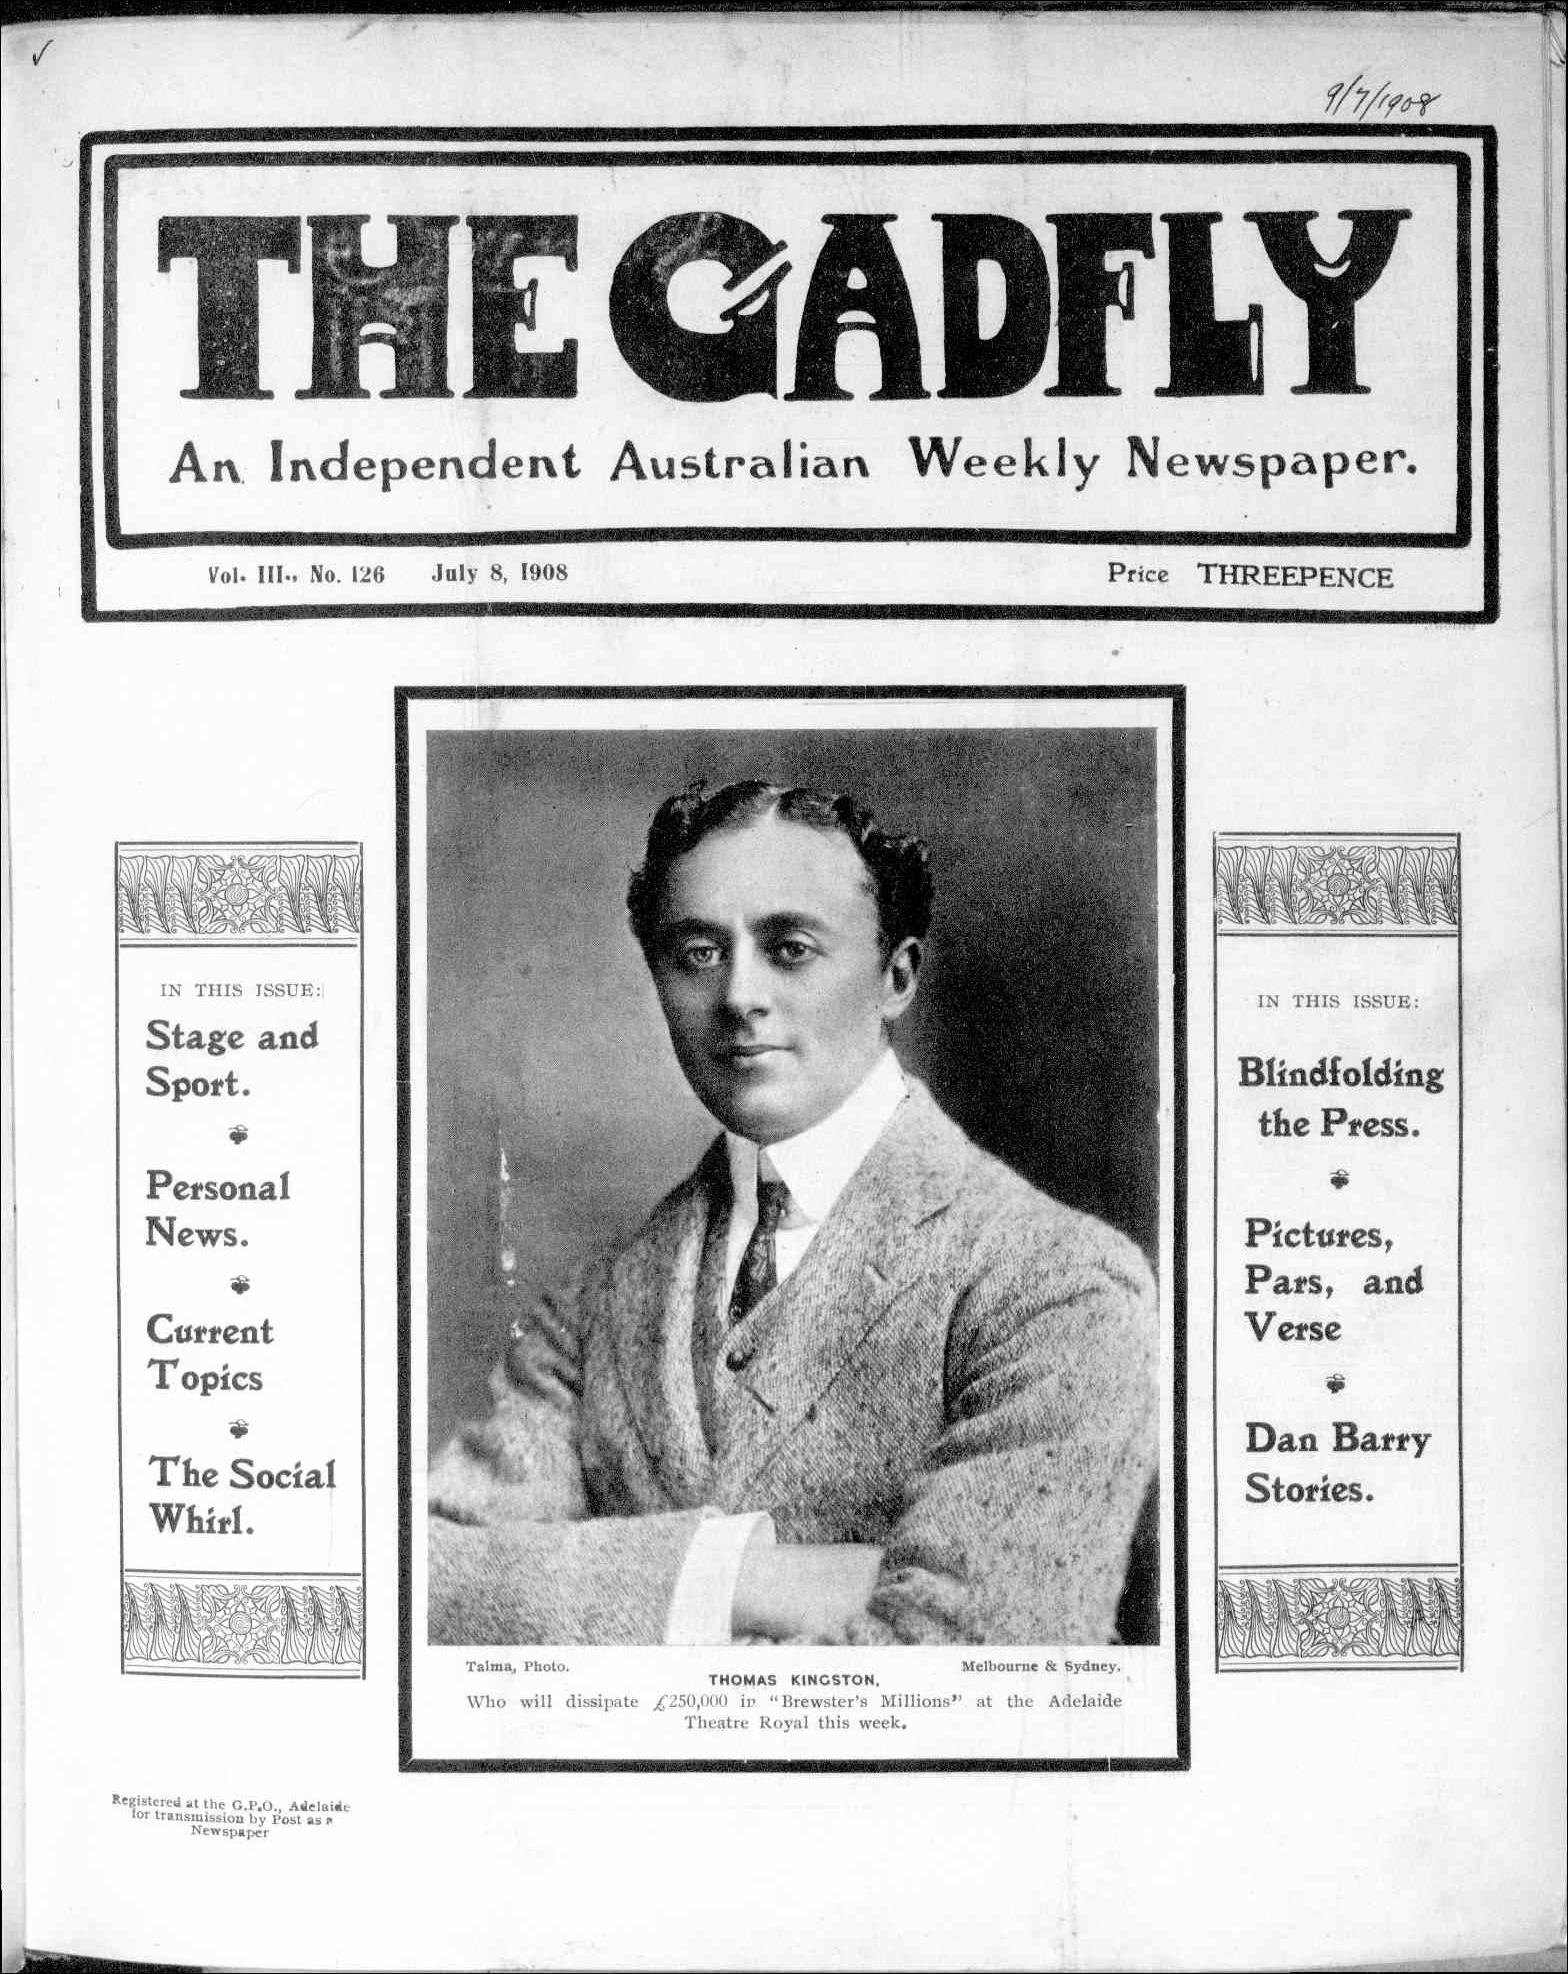 9/7/1908
THE GADFLY
An Independent Australian Weekly Newspaper.
Vol. III., No. 126 July 8, 1908 Price THREEPENCE
IN THIS ISSUE:
Stage and
Sport.
Personal
News.
Current
Topics
The Social
Whirl.
Talma, Photo. Melbourne & Sydney.
THOMAS KINGSTON,
Who will dissipate £250,000 in "Brewster's Millions" at the Adelaide
Theatre Royal this week.
IN THIS ISSUE:
Blindfolding
the Press.
Pictures,
Pars, and
Verse
Dan Barry
Stories.
Registered at the G.P.O., Adelaide
for transmission by Post as a
Newspaper